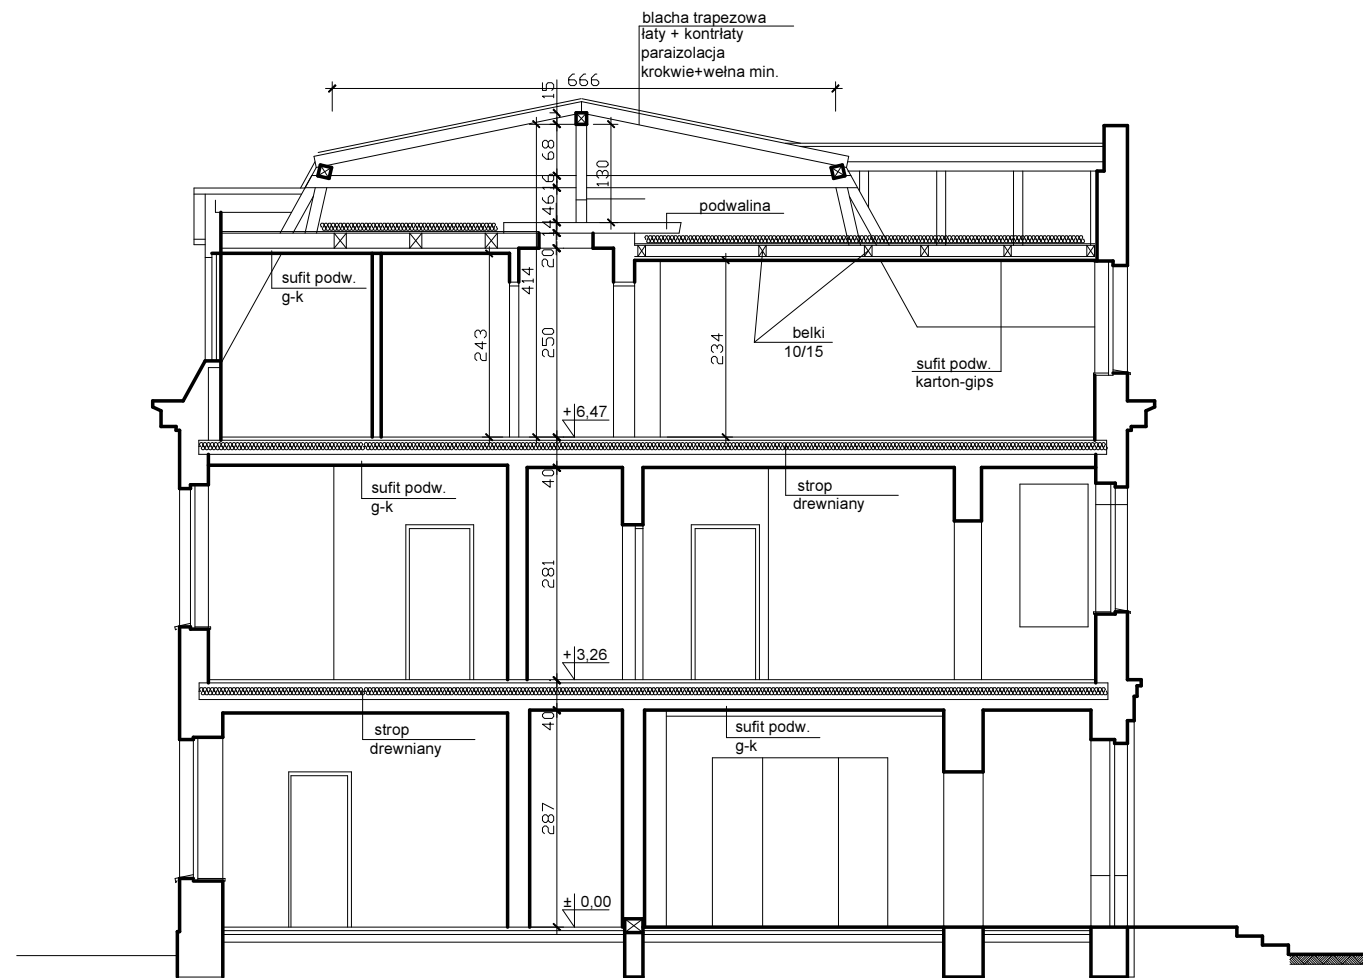 blacha trapezowa
łaty + kontrłaty
paraizolacja
krokwie+wełna min.
666
15
68
130
16
46
14
podwalina
20
414
sufit podw.
g-k
243
250
234
belki
10/15
sufit podw.
karton-gips
+6,47
40
sufit podw.
g-k
strop
drewniany
281
+3,26
40
strop
drewniany
sufit podw.
g-k
287
± 0,00